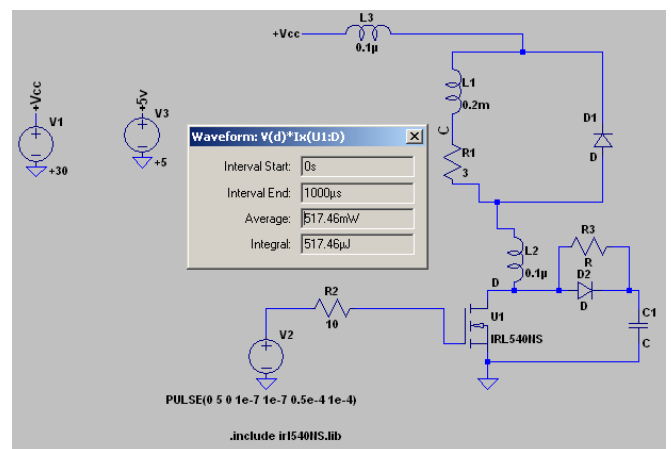 L3
+Vcc
0.1µ
L1
0.2m
+Vcc
+5v
V1
V3
+30
+5
C
R1
3
D1
D
Waveform: V(d)*Ix(U1:D)
Interval Start: 0s
Interval End: 1000µs
Average: 517.46mW
Integral: 517.46µJ
L2
0.1µ
R3
R
D
D2
D
R2
10
U1
IRL540NS
C1
C
V2
PULSE(0 5 0 1e-7 1e-7 0.5e-4 1e-4)
.include irl540NS.lib